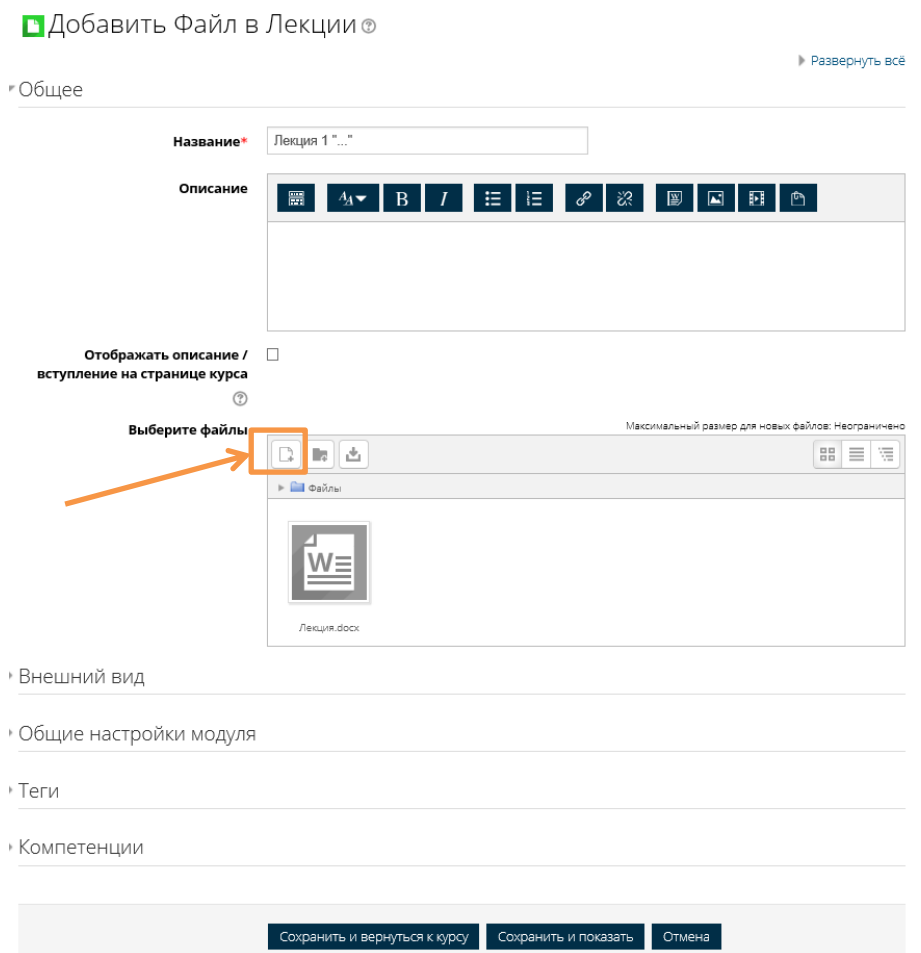 Добавить Файл в Лекции
Развернуть всё
Общее
Название*
Лекция 1 "..."
Описание
Отображать описание /
вступление на странице курса
Выберите файлы
Максимальный размер для новых файлов: Неограничено
Файлы
Лекция.docx
Внешний вид
Общие настройки модуля
Теги
Компетенции
Сохранить и вернуться к курсу Сохранить и показать Отмена